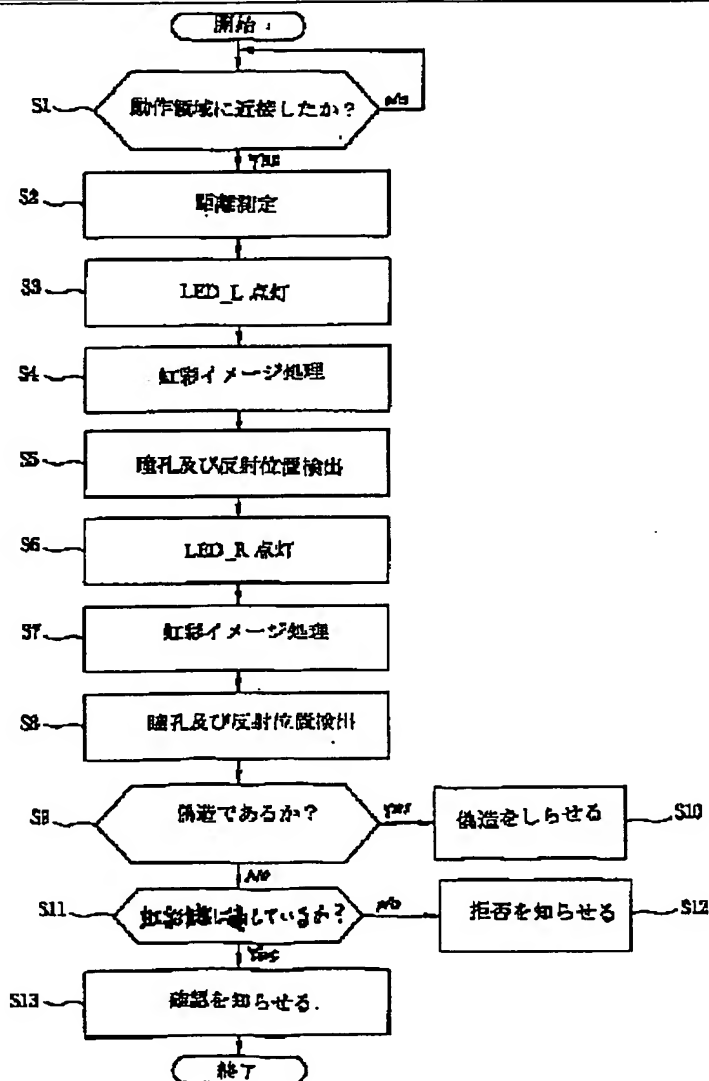 開始
S1
動作領域に近接したか?
no
Yes
S2
距離測定
S3
LED_L 点灯
S4
虹彩イメージ処理
S5
瞳孔及び反射位置検出
S6
LED_R 点灯
S7
虹彩イメージ処理
S8
瞳孔及び反射位置検出
S9
偽造であるか?
Yes
偽造をしらせる
S10
No
S11
しているか?
no
拒否を知らせる
S12
Yes
S13
確認を知らせる.
終了